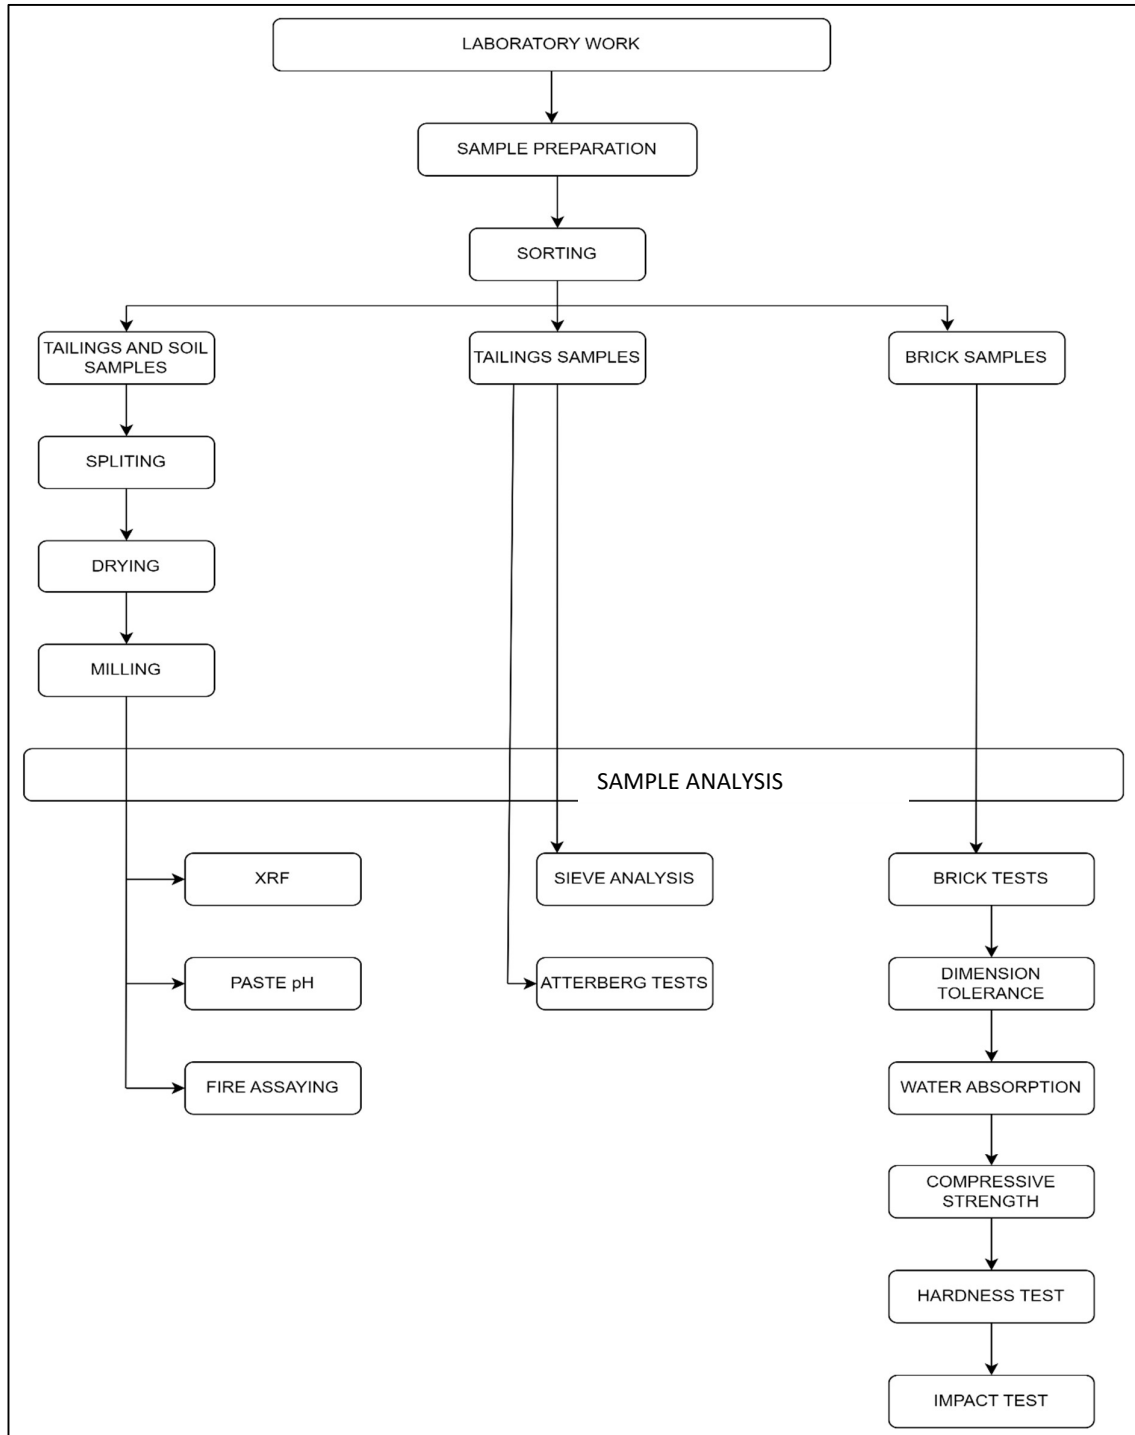 LABORATORY WORK
SAMPLE PREPARATION
SORTING
TAILINGS AND SOIL
SAMPLES
TAILINGS SAMPLES
BRICK SAMPLES
SPLITING
DRYING
MILLING
SAMPLE ANALYSIS
XRF
SIEVE ANALYSIS
BRICK TESTS
PASTE pH
ATTERBERG TESTS
DIMENSION
TOLERANCE
FIRE ASSAYING
WATER ABSORPTION
COMPRESSIVE
STRENGTH
HARDNESS TEST
IMPACT TEST